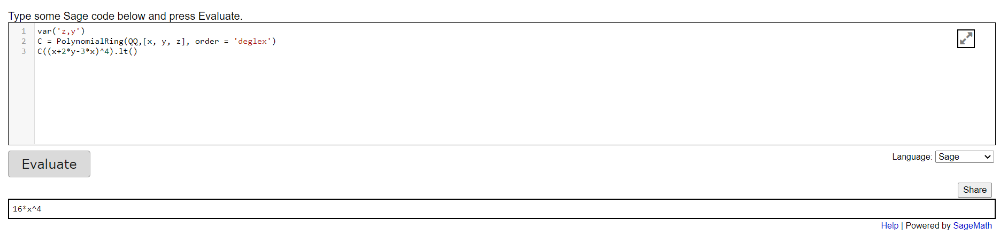 Type some Sage code below and press Evaluate.
1 var('z,y')
2 C = PolynomialRing(QQ,[x, y, z], order = 'deglex')
3 C((x+2*y-3*x)^4).lt()
Evaluate
Language: Sage
Share
16*x^4
Help | Powered by SageMath